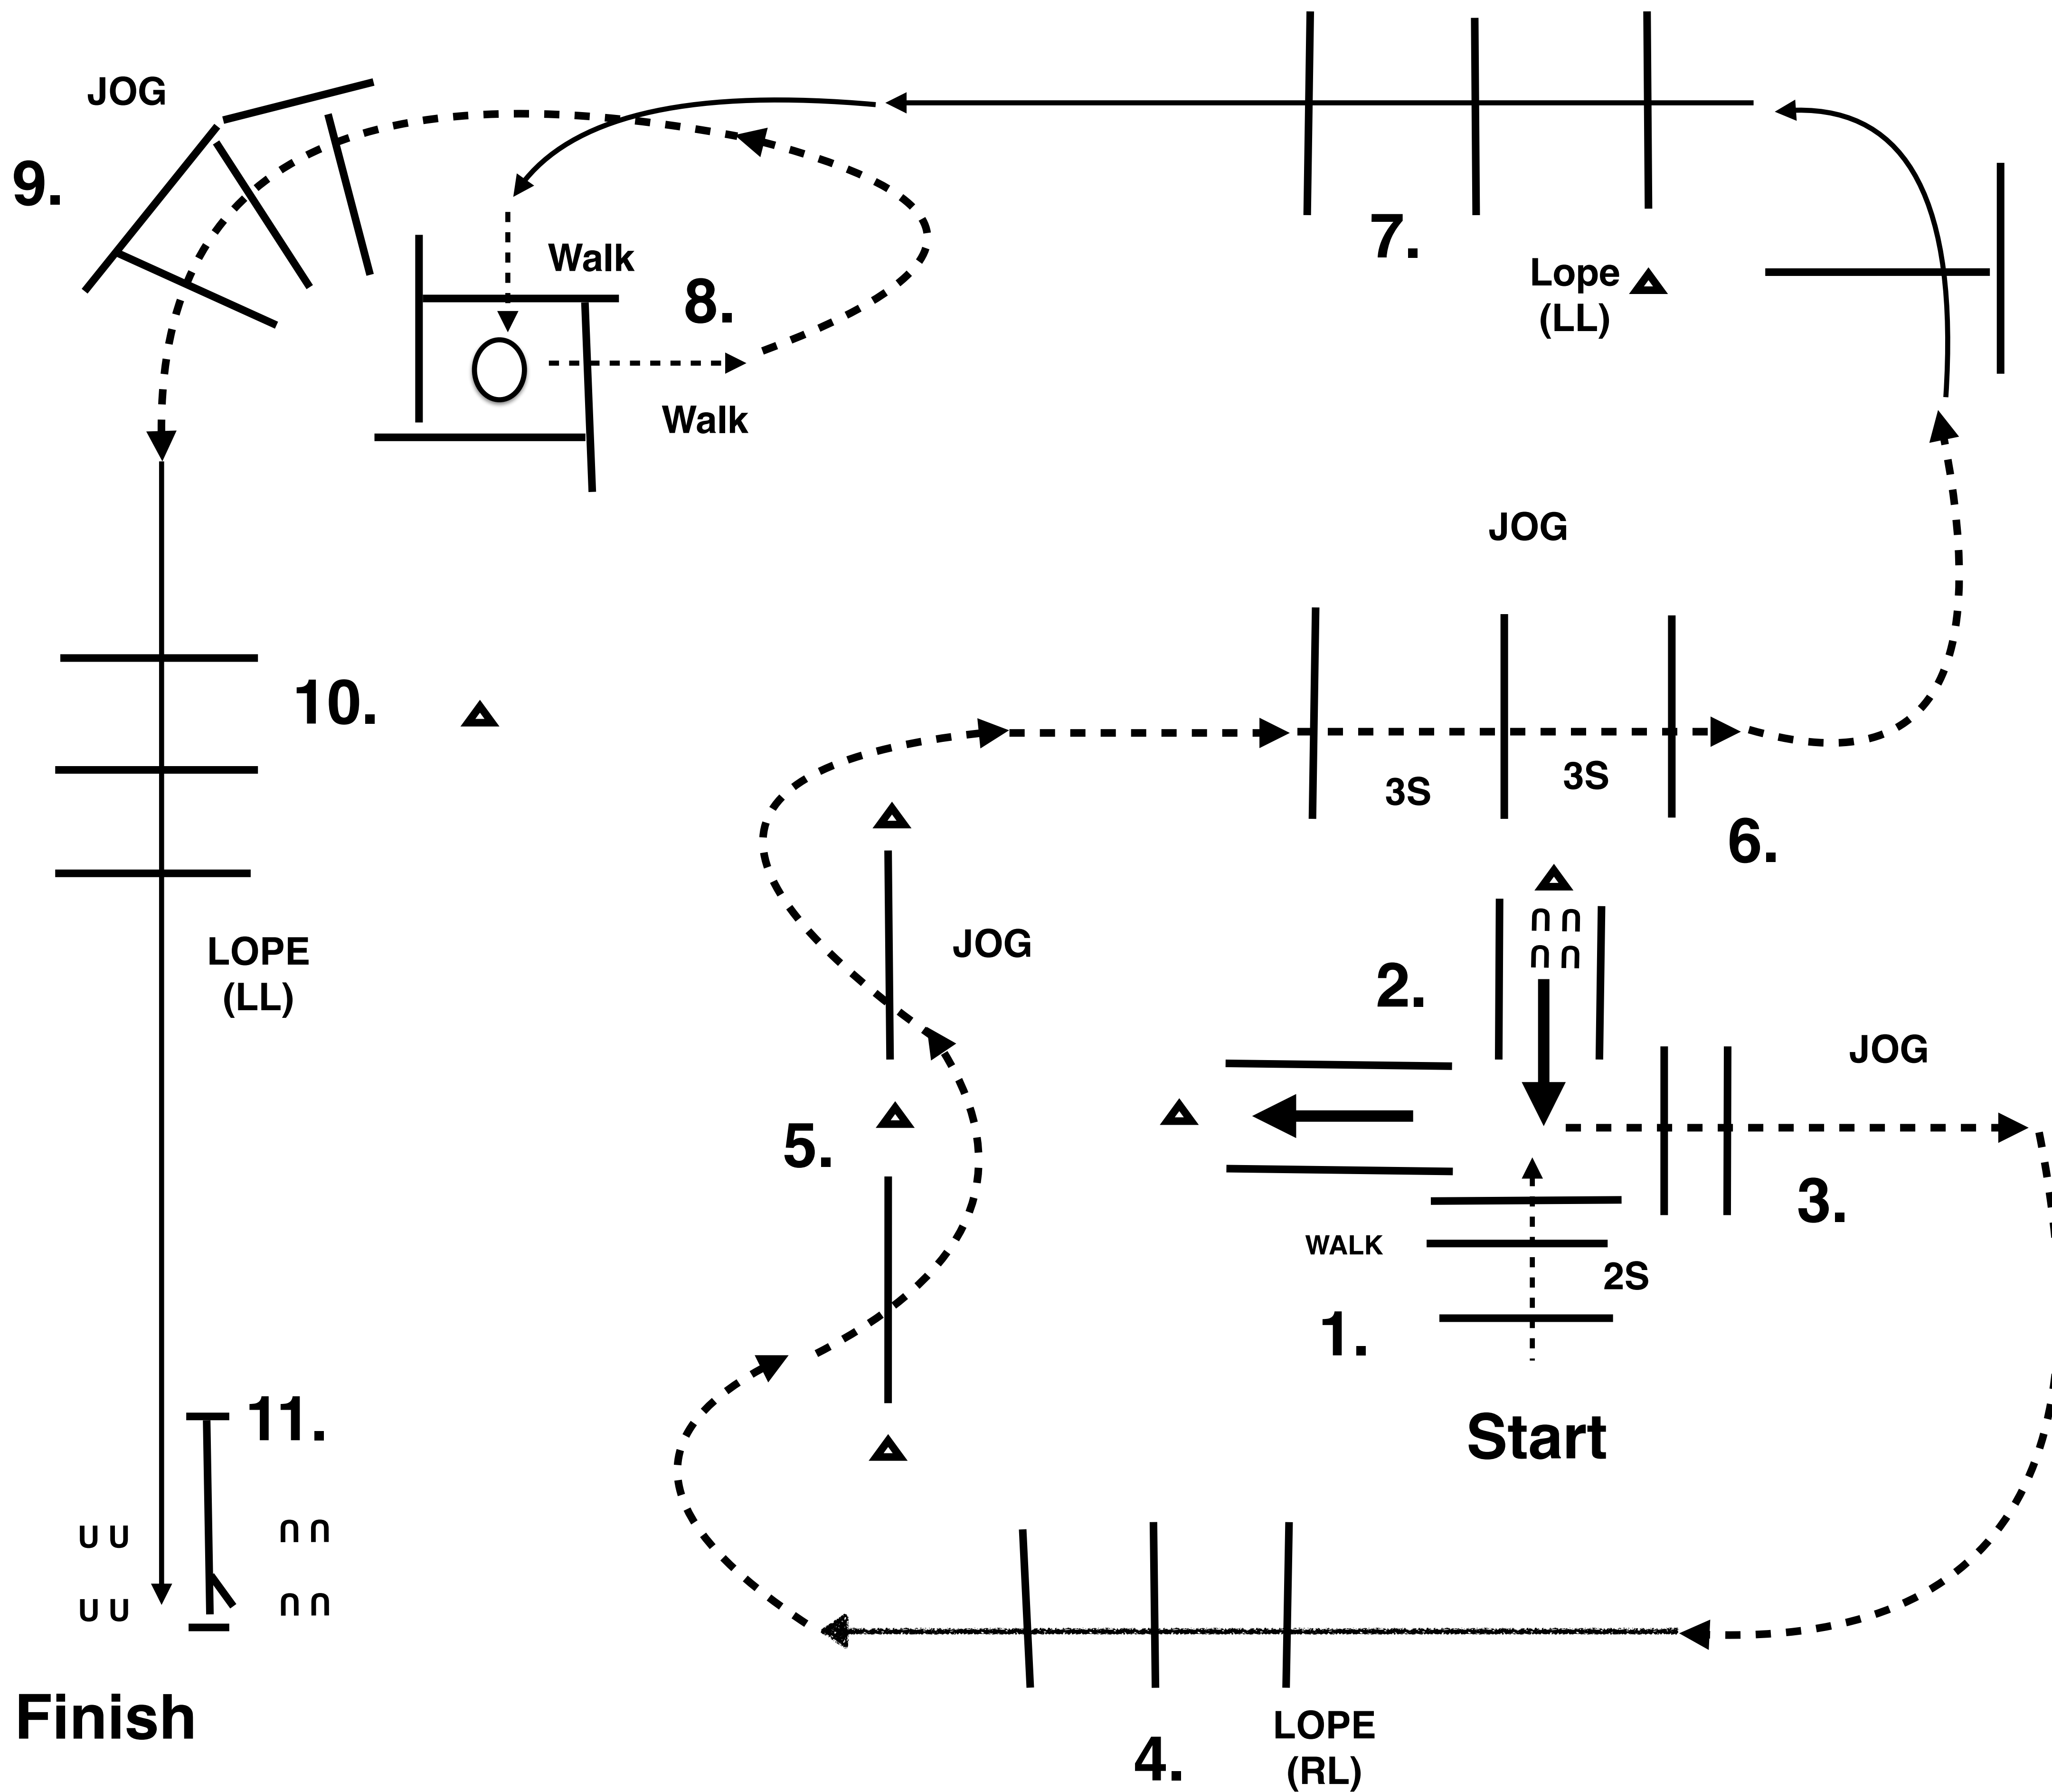 JOG
9.
Walk
8.
Walk
7.
Lope
(LL)
JOG
10.
3S
3S
6.
LOPE
(LL)
JOG
2.
JOG
5.
3.
WALK
2S
1.
Start
11.
Finish
4.
LOPE
(RL)